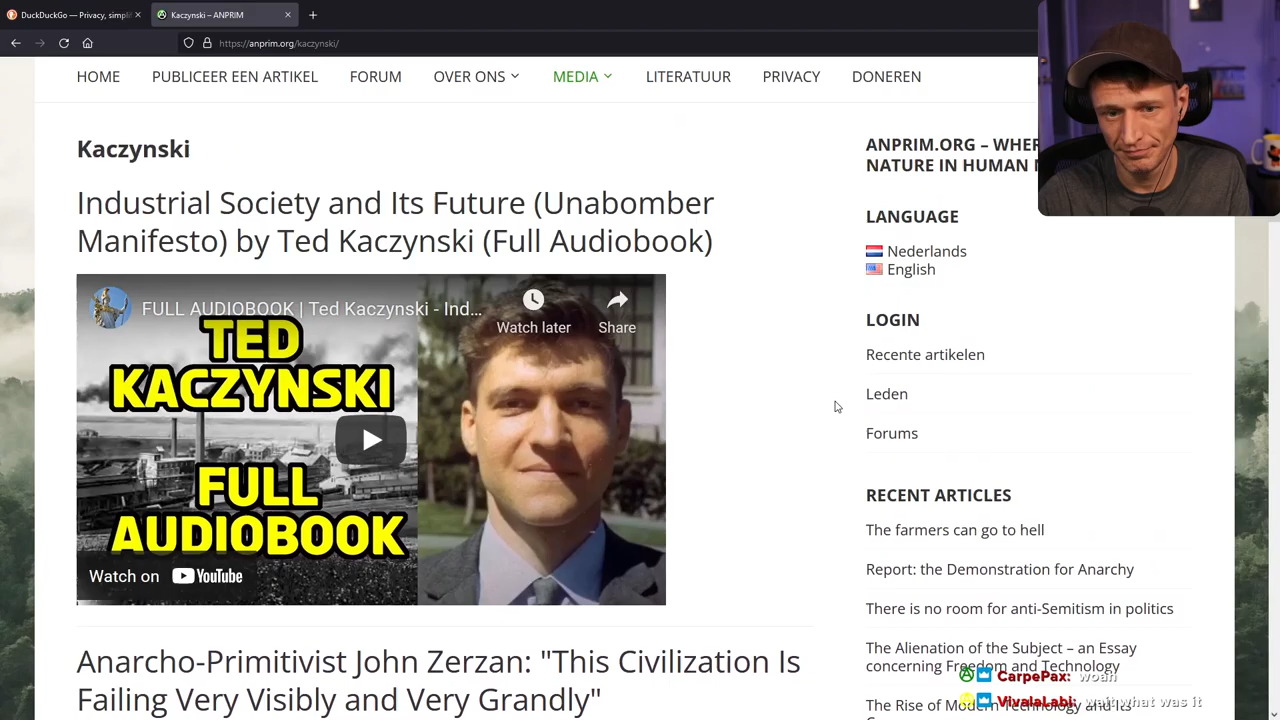 DuckDuckGo — Privacy, simpli
Kaczynski – ANPRIM
https://anprim.org/kaczynski/
HOME
PUBLICEER EEN ARTIKEL
FORUM
OVER ONS
MEDIA
LITERATUUR
PRIVACY
DONEREN
Kaczynski
Industrial Society and Its Future (Unabomber
Manifesto) by Ted Kaczynski (Full Audiobook)
FULL AUDIOBOOK | Ted Kaczynski - Ind...
Watch later
Share
TED
KACZYNSKI
FULL
AUDIOBOOK
Watch on YouTube
Anarcho-Primitivist John Zerzan: "This Civilization Is
Failing Very Visibly and Very Grandly"
ANPRIM.ORG – WHER
NATURE IN HUMAN
LANGUAGE
Nederlands
English
LOGIN
Recente artikelen
Leden
Forums
RECENT ARTICLES
The farmers can go to hell
Report: the Demonstration for Anarchy
There is no room for anti-Semitism in politics
The Alienation of the Subject – an Essay
concerning Freedom and Technology
The Rise of Modern Technology and Its
CarpePax: woah
VivalaLabi: wait what was it